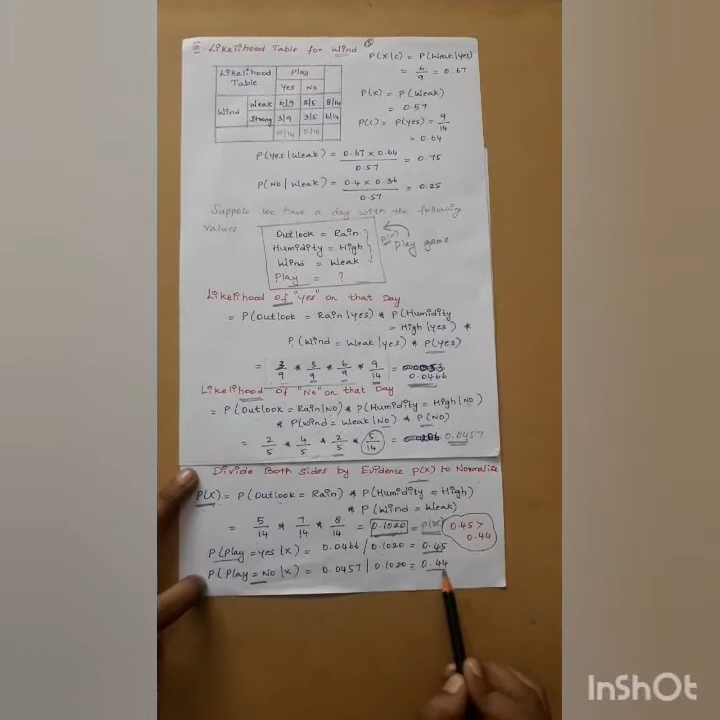 5
iii Likelihood Table for Wind
Likelihood Table
Play
Yes No
Wind
Weak 6/9 2/5 8/14
Strong 3/9 3/5 6/14
5/14
P(X|C) = P(Weak|Yes)
= 6/9 = 0.67
P(X) = P(Weak)
= 0.57
P(C) = P(Yes) = 9/14
= 0.64
P(Yes|Weak) = 0.67 x 0.64 / 0.57 = 0.75
P(No|Weak) = 0.4 x 0.36 / 0.57 = 0.25
Suppose we have a day with the following
Values
Outlook = Rain
Humidity = High
Wind = Weak
Play = ?
P(X)
play game
Likelihood of "Yes" on that Day
= P(Outlook = Rain|Yes) * P(Humidity
= High|Yes) *
P(Wind = Weak|Yes) * P(Yes)
= 3/9 * 3/9 * 6/9 * 9/14 = 0.0466
Likelihood of "No" on that Day
= P(Outlook = Rain|No) * P(Humidity = High|No)
* P(Wind = Weak|No) * P(No)
= 2/5 * 4/5 * 2/5 * 5/14 = 0.0457
Divide Both Sides by Evidence P(X) to Normalize
P(X) = P(Outlook = Rain) * P(Humidity = High)
* P(Wind = Weak)
= 5/14 * 7/14 * 8/14 = 0.1020 = P(X)
0.45 >
0.44
P(Play = Yes|X) = 0.0466 / 0.1020 = 0.45
P(Play = No|X) = 0.0457 | 0.1020 = 0.44
InShOt